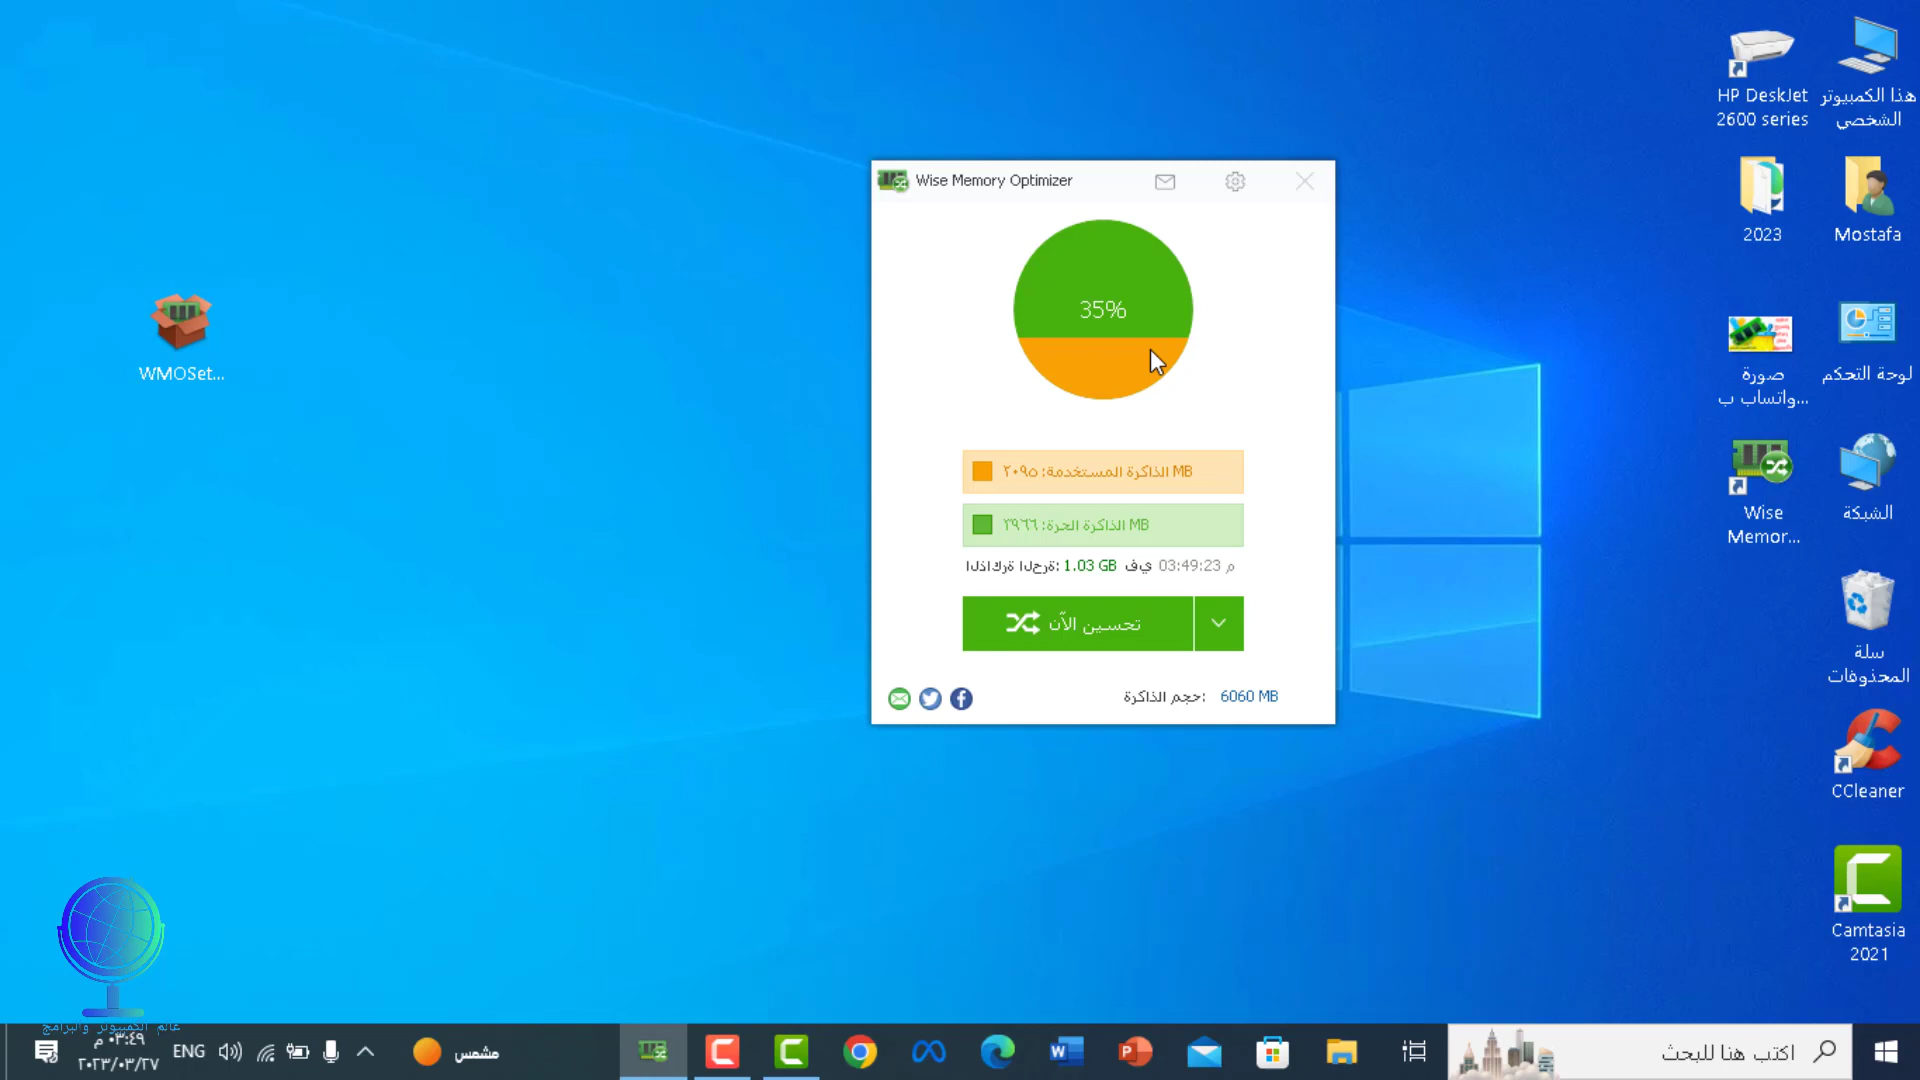 HP DeskJet
2600 series
هذا الكمبيوتر
الشخصي
2023
Mostafa
صورة
واتساب ب...
لوحة التحكم
Wise
Memor...
الشبكة
سلة
المحذوفات
CCleaner
Camtasia
2021
WMOSet...
Wise Memory Optimizer
35%
الذاكرة المستخدمة: ٢٠٩٥ MB
الذاكرة الحرة: ٣٩٦٦ MB
الذاكرة الحرة: 1.03 GB في 03:49:23 م
تحسين الآن
حجم الذاكرة: 6060 MB
عالم الكمبيوتر والبرامج
٠٣:٤٩ م
٢٠٢٣/٠٣/٢٧
ENG
مشمس
اكتب هنا للبحث